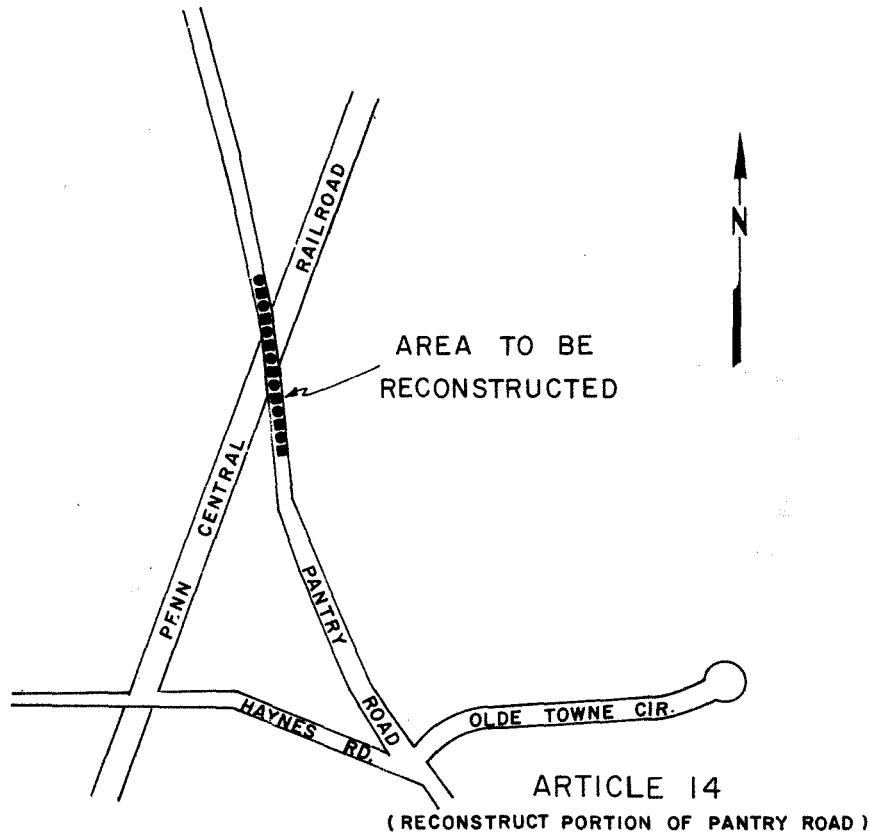 RAILROAD
N
AREA TO BE
RECONSTRUCTED
PENN CENTRAL
PANTRY ROAD
HAYNES RD.
OLDE TOWNE CIR.
ARTICLE 14
(RECONSTRUCT PORTION OF PANTRY ROAD)